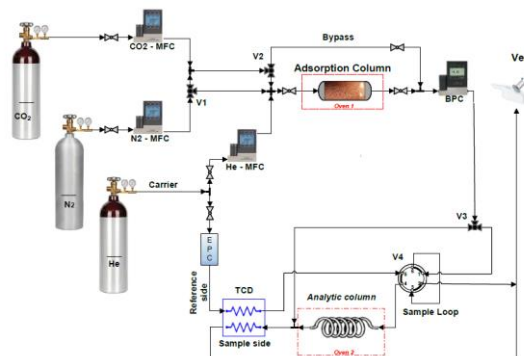 CO2 - MFC
V2
Bypass
Adsorption Column
Oven 1
BPC
Ve
CO2
V1
N2 - MFC
He - MFC
N2
Carrier
He
V3
EPC
Reference side
TCD
V4
Analytic column
Sample Loop
Sample side
Oven 2